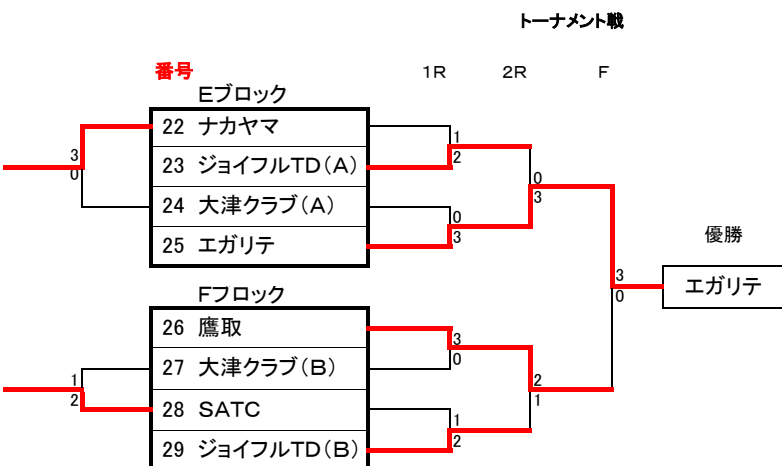 トーナメント戦
番号 1R 2R F
Eブロック
22 ナカヤマ
1
3
23 ジョイフルTD(A)
2
0
0
24 大津クラブ(A)
0
3
25 エガリテ
3
優勝
3
エガリテ
0
Fブロック
26 鷹取
3
27 大津クラブ(B)
0
1
2
2
1
28 SATC
1
29 ジョイフルTD(B)
2